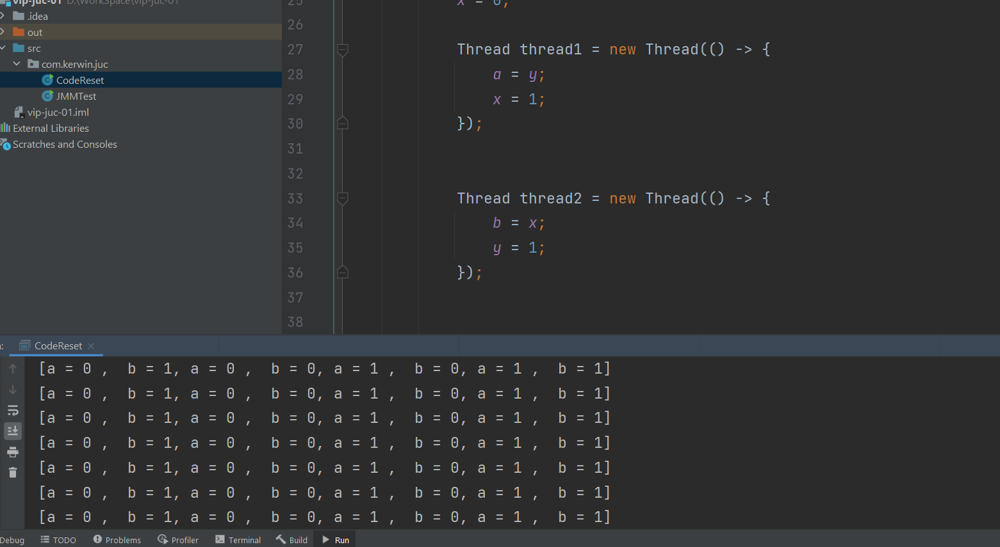 vip-juc-01 D:\WorkSpace\vip-juc-01
.idea
out
src
com.kerwin.juc
CodeReset
JMMTest
vip-juc-01.iml
External Libraries
Scratches and Consoles
25 x = 0;
26
27 Thread thread1 = new Thread(() -> {
28 a = y;
29 x = 1;
30 });
31
32
33 Thread thread2 = new Thread(() -> {
34 b = x;
35 y = 1;
36 });
37
38
CodeReset
[a = 0 ,  b = 1, a = 0 ,  b = 0, a = 1 ,  b = 0, a = 1 ,  b = 1]
[a = 0 ,  b = 1, a = 0 ,  b = 0, a = 1 ,  b = 0, a = 1 ,  b = 1]
[a = 0 ,  b = 1, a = 0 ,  b = 0, a = 1 ,  b = 0, a = 1 ,  b = 1]
[a = 0 ,  b = 1, a = 0 ,  b = 0, a = 1 ,  b = 0, a = 1 ,  b = 1]
[a = 0 ,  b = 1, a = 0 ,  b = 0, a = 1 ,  b = 0, a = 1 ,  b = 1]
[a = 0 ,  b = 1, a = 0 ,  b = 0, a = 1 ,  b = 0, a = 1 ,  b = 1]
[a = 0 ,  b = 1, a = 0 ,  b = 0, a = 1 ,  b = 0, a = 1 ,  b = 1]
Debug TODO Problems Profiler Terminal Build Run